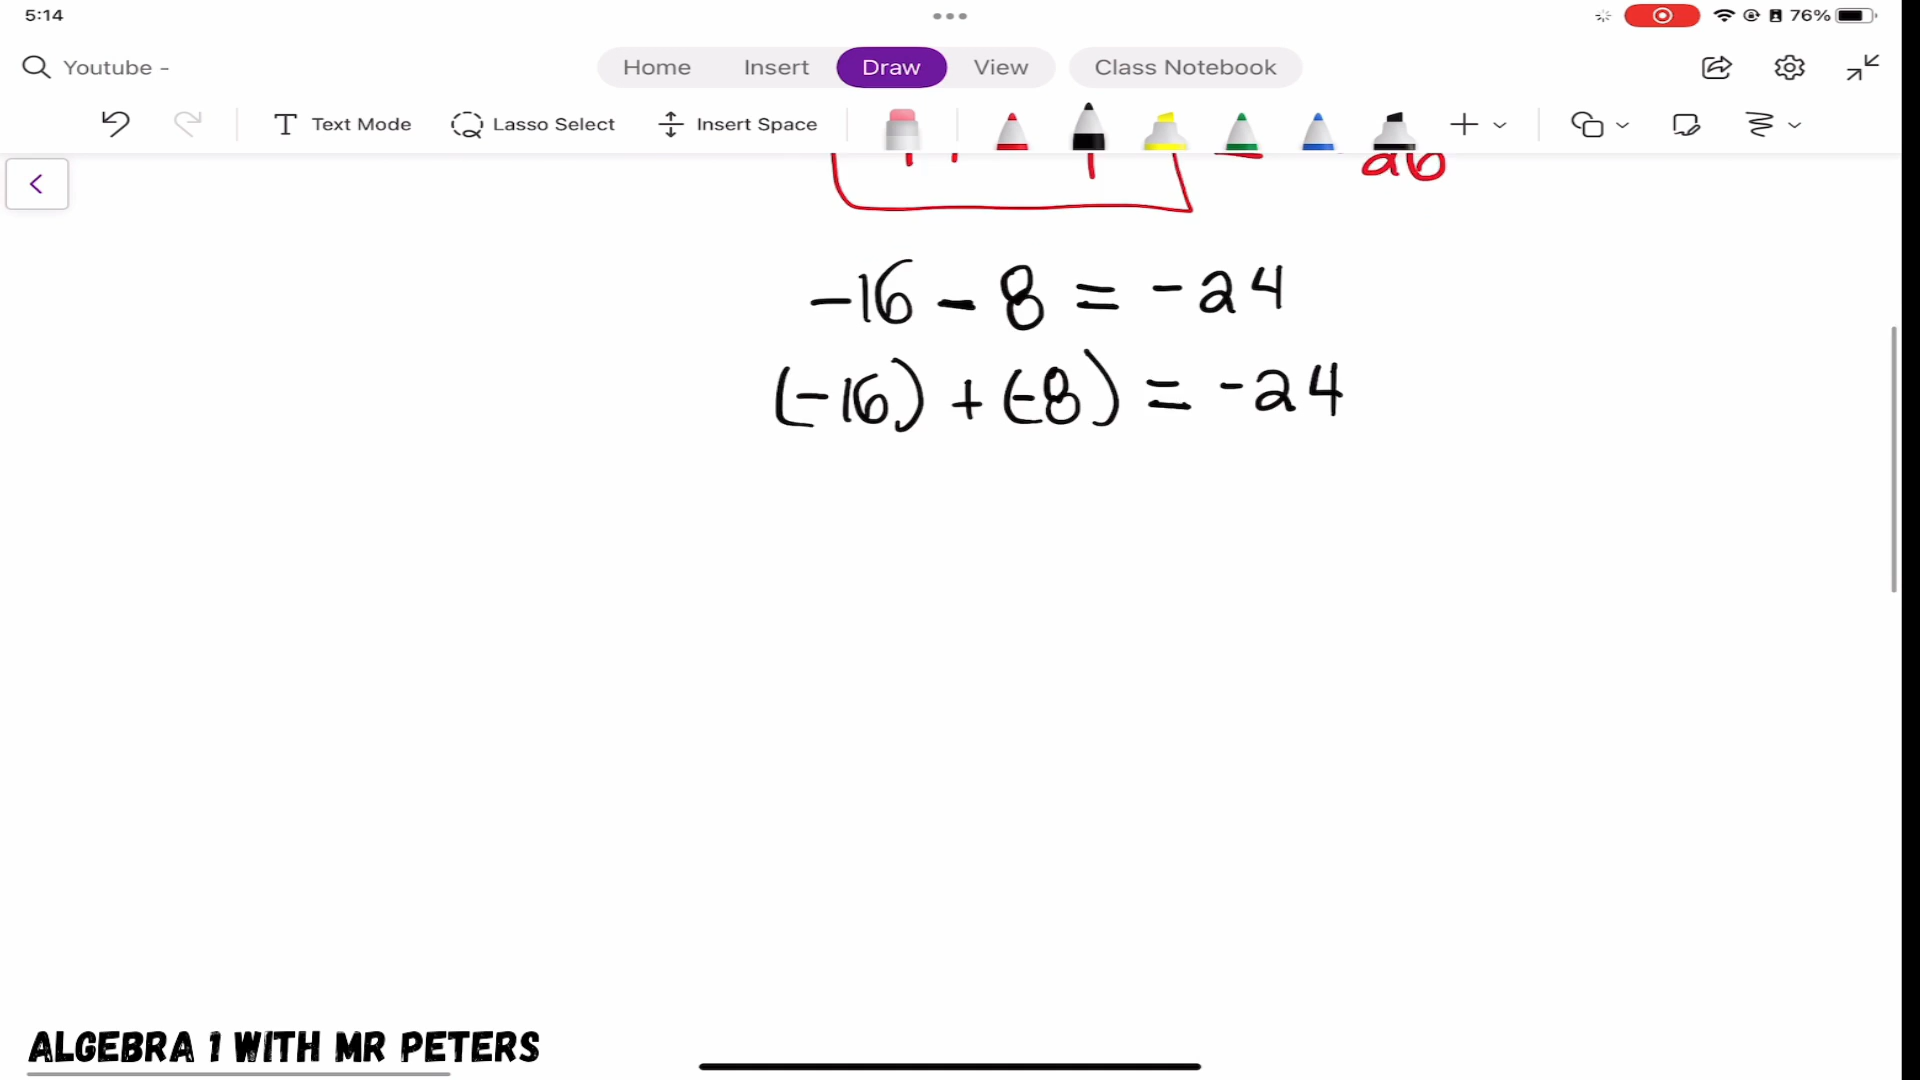 5:14
76%
Youtube -
Home Insert Draw View Class Notebook
Text Mode Lasso Select Insert Space
-16 - 8 = -24
(-16) + (-8) = -24
ALGEBRA 1 WITH MR PETERS